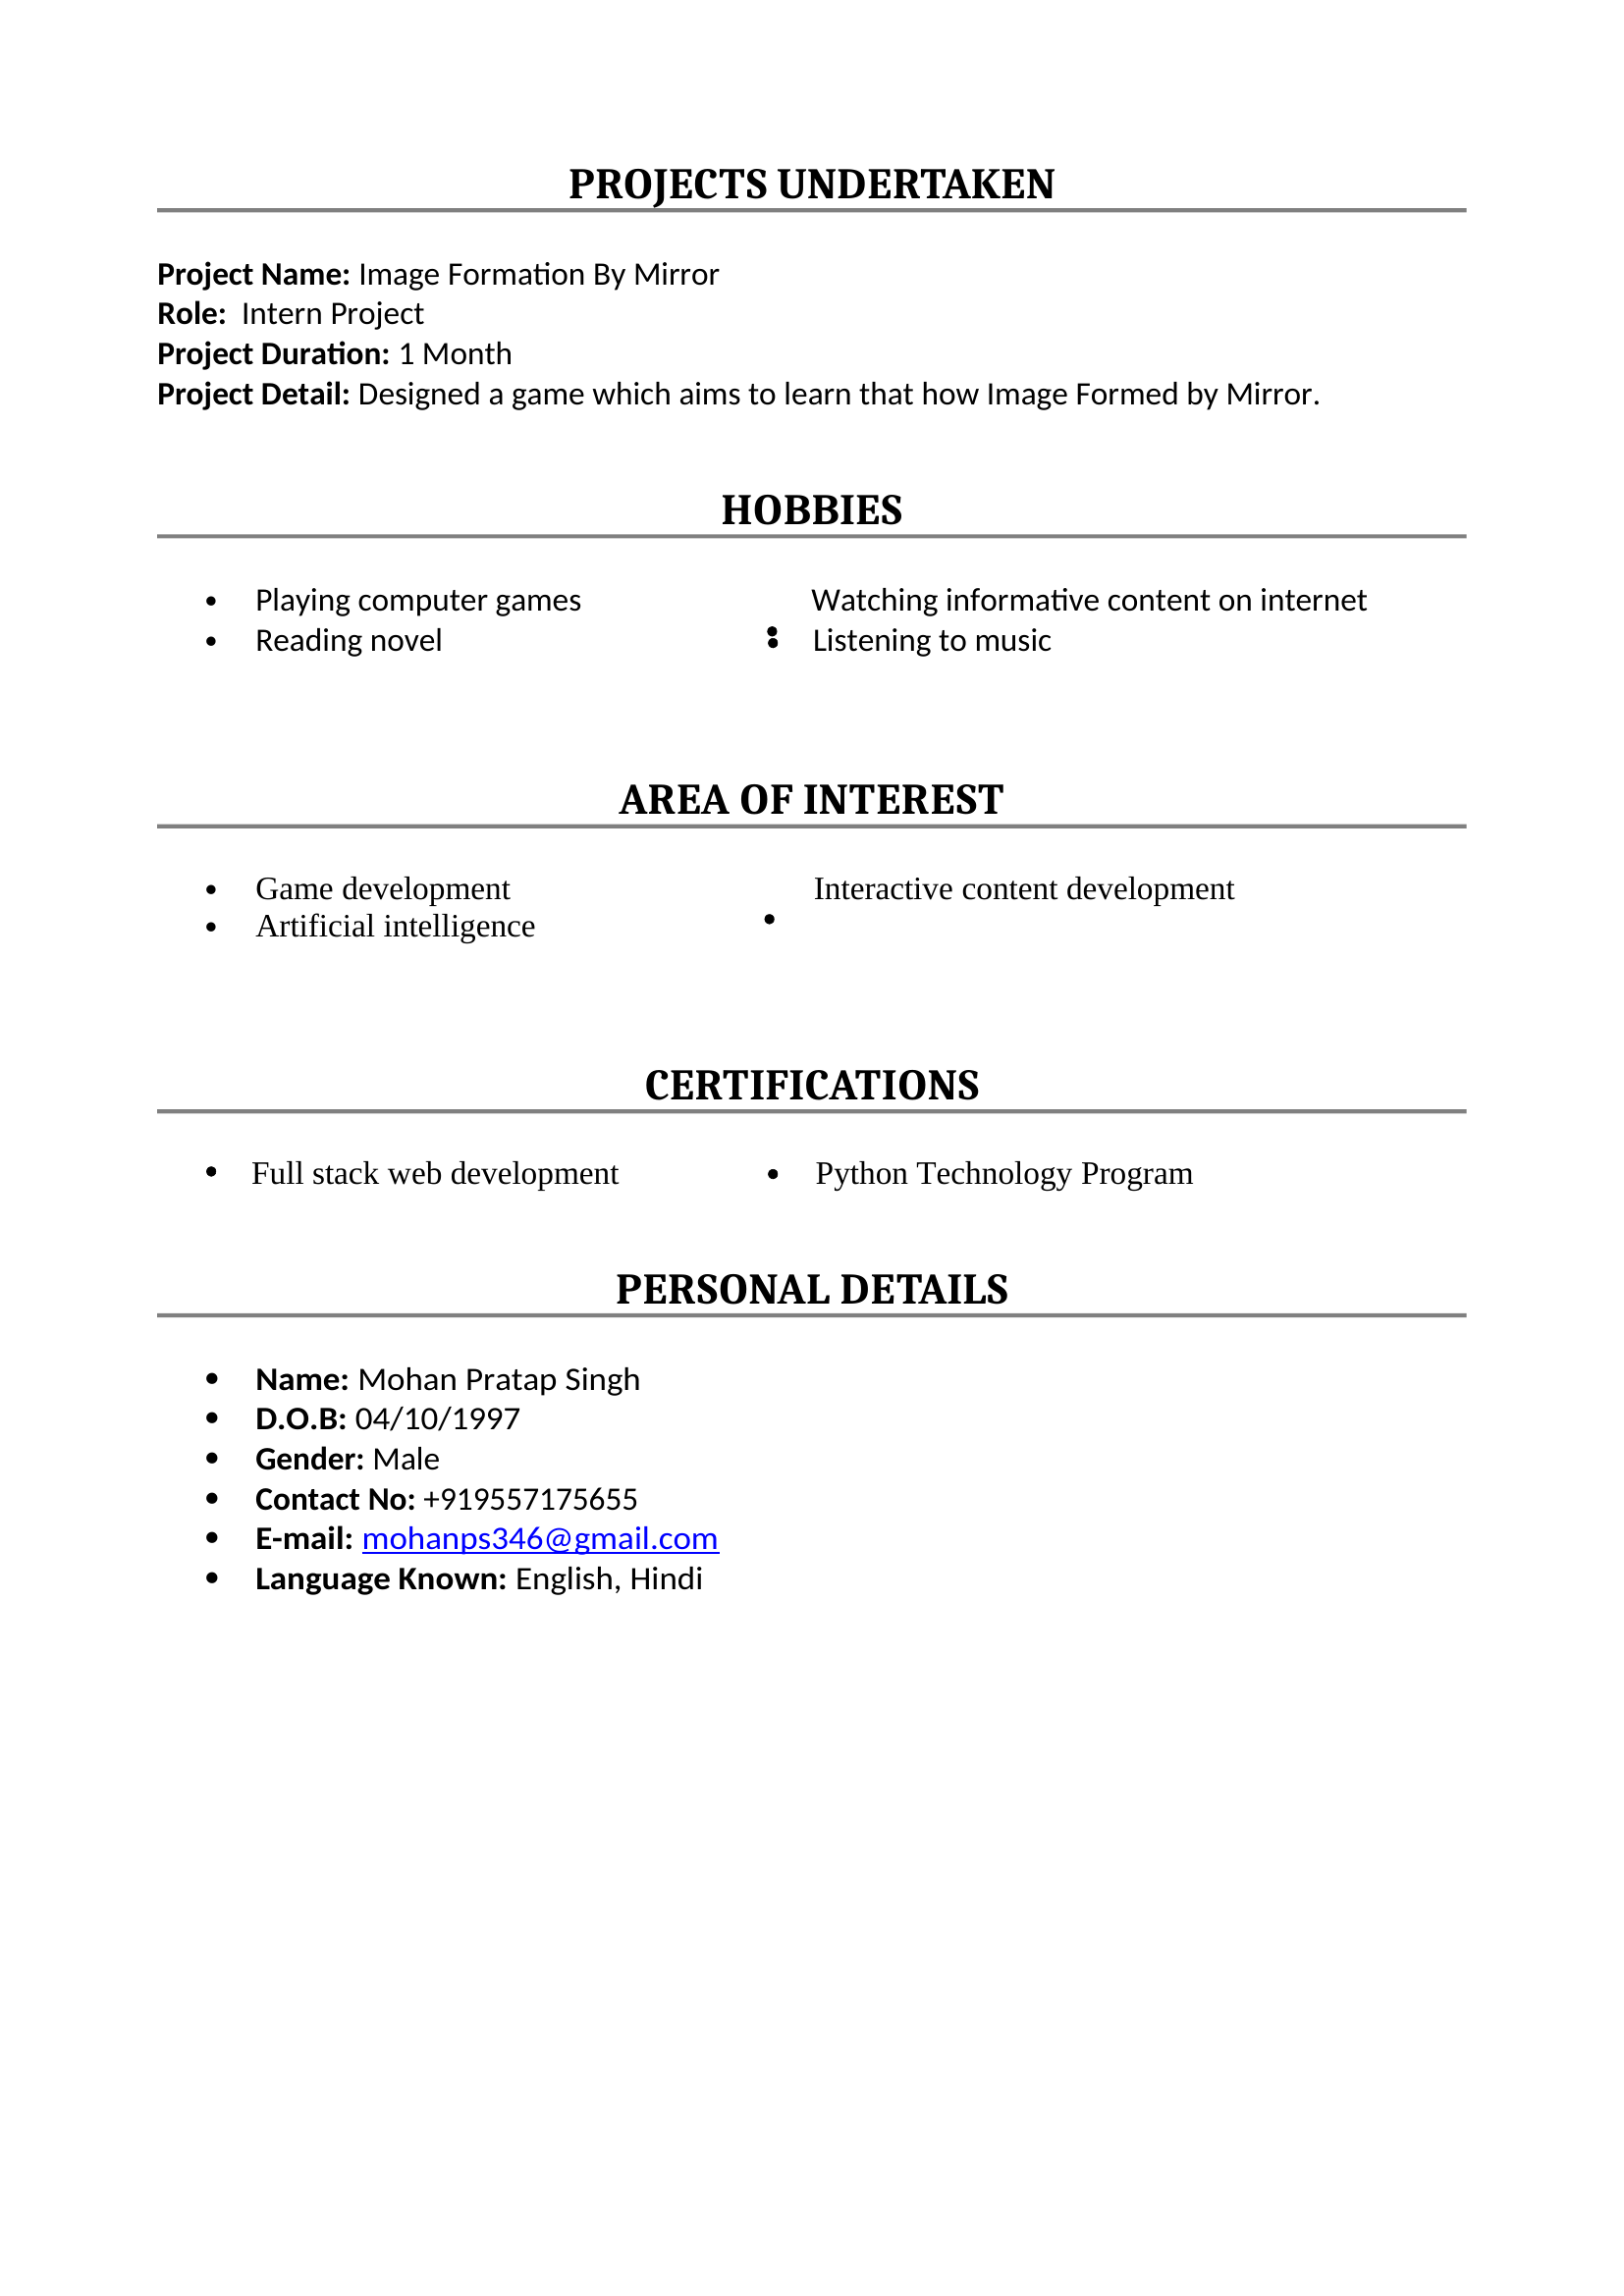 PROJECTS UNDERTAKEN
Project Name: Image Formation By Mirror
Role: Intern Project
Project Duration: 1 Month
Project Detail: Designed a game which aims to learn that how Image Formed by Mirror.
HOBBIES
• Playing computer games
• Reading novel
• Watching informative content on internet
• Listening to music
AREA OF INTEREST
• Game development
• Artificial intelligence
• Interactive content development
CERTIFICATIONS
• Full stack web development
• Python Technology Program
PERSONAL DETAILS
• Name: Mohan Pratap Singh
• D.O.B: 04/10/1997
• Gender: Male
• Contact No: +919557175655
• E-mail: mohanps346@gmail.com
• Language Known: English, Hindi